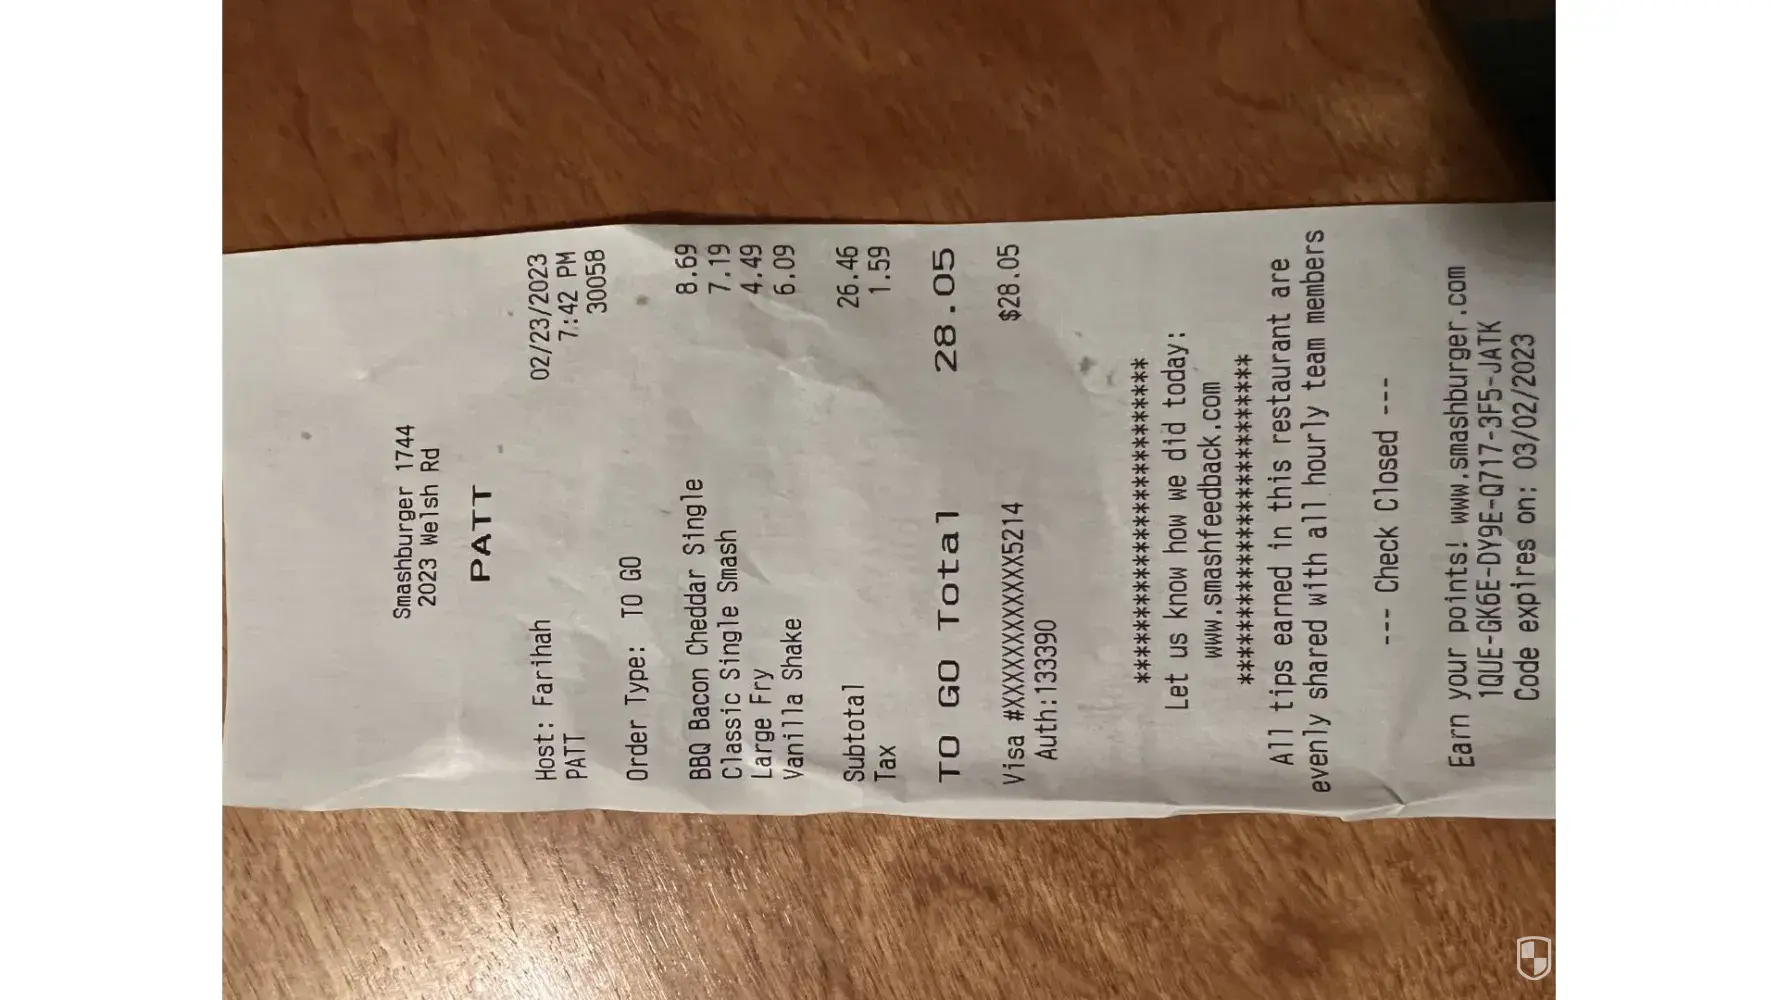 Smashburger 1744
2023 Welsh Rd
PATT
Host: Farihah 02/23/2023
PATT 7:42 PM
30058
Order Type: TO GO
BBQ Bacon Cheddar Single 8.69
Classic Single Smash 7.19
Large Fry 4.49
Vanilla Shake 6.09
Subtotal 26.46
Tax 1.59
TO GO Total 28.05
Visa #XXXXXXXXXXXX5214 $28.05
Auth:133390
****************************
Let us know how we did today:
www.smashfeedback.com
****************************
All tips earned in this restaurant are
evenly shared with all hourly team members
--- Check Closed ---
Earn your points! www.smashburger.com
1QUE-GK6E-DY9E-Q717-3F5-JATK
Code expires on: 03/02/2023